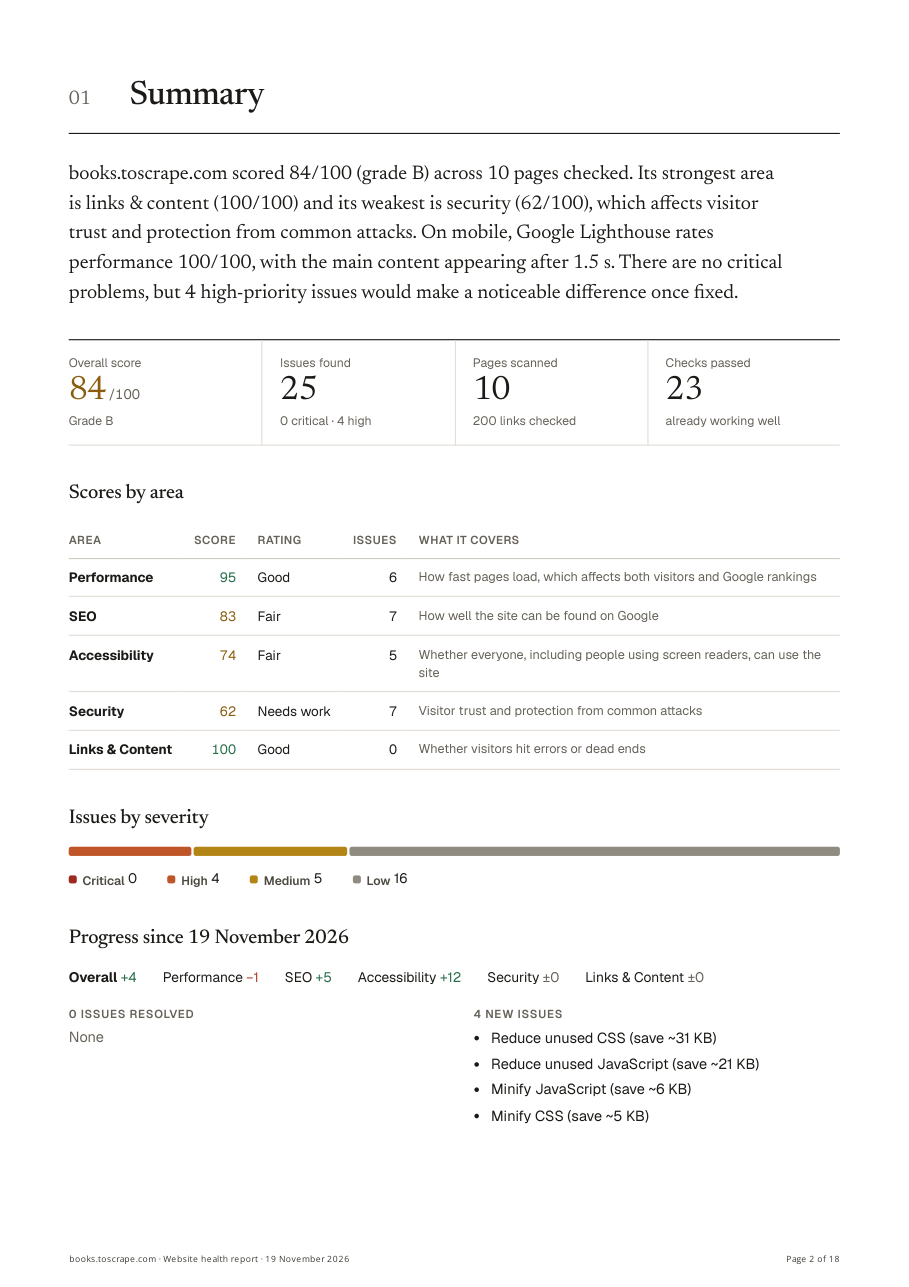 01 Summary
books.toscrape.com scored 84/100 (grade B) across 10 pages checked. Its strongest area
is links & content (100/100) and its weakest is security (62/100), which affects visitor
trust and protection from common attacks. On mobile, Google Lighthouse rates
performance 100/100, with the main content appearing after 1.5 s. There are no critical
problems, but 4 high-priority issues would make a noticeable difference once fixed.
Overall score Issues found Pages scanned Checks passed
84 /100 25 10 23
Grade B 0 critical · 4 high 200 links checked already working well
Scores by area
AREA SCORE RATING ISSUES WHAT IT COVERS
Performance 95 Good 6 How fast pages load, which affects both visitors and Google rankings
SEO 83 Fair 7 How well the site can be found on Google
Accessibility 74 Fair 5 Whether everyone, including people using screen readers, can use the
site
Security 62 Needs work 7 Visitor trust and protection from common attacks
Links & Content 100 Good 0 Whether visitors hit errors or dead ends
Issues by severity
Critical 0 High 4 Medium 5 Low 16
Progress since 19 November 2026
Overall +4 Performance −1 SEO +5 Accessibility +12 Security ±0 Links & Content ±0
0 ISSUES RESOLVED 4 NEW ISSUES
None • Reduce unused CSS (save ~31 KB)
• Reduce unused JavaScript (save ~21 KB)
• Minify JavaScript (save ~6 KB)
• Minify CSS (save ~5 KB)
books.toscrape.com · Website health report · 19 November 2026 Page 2 of 18